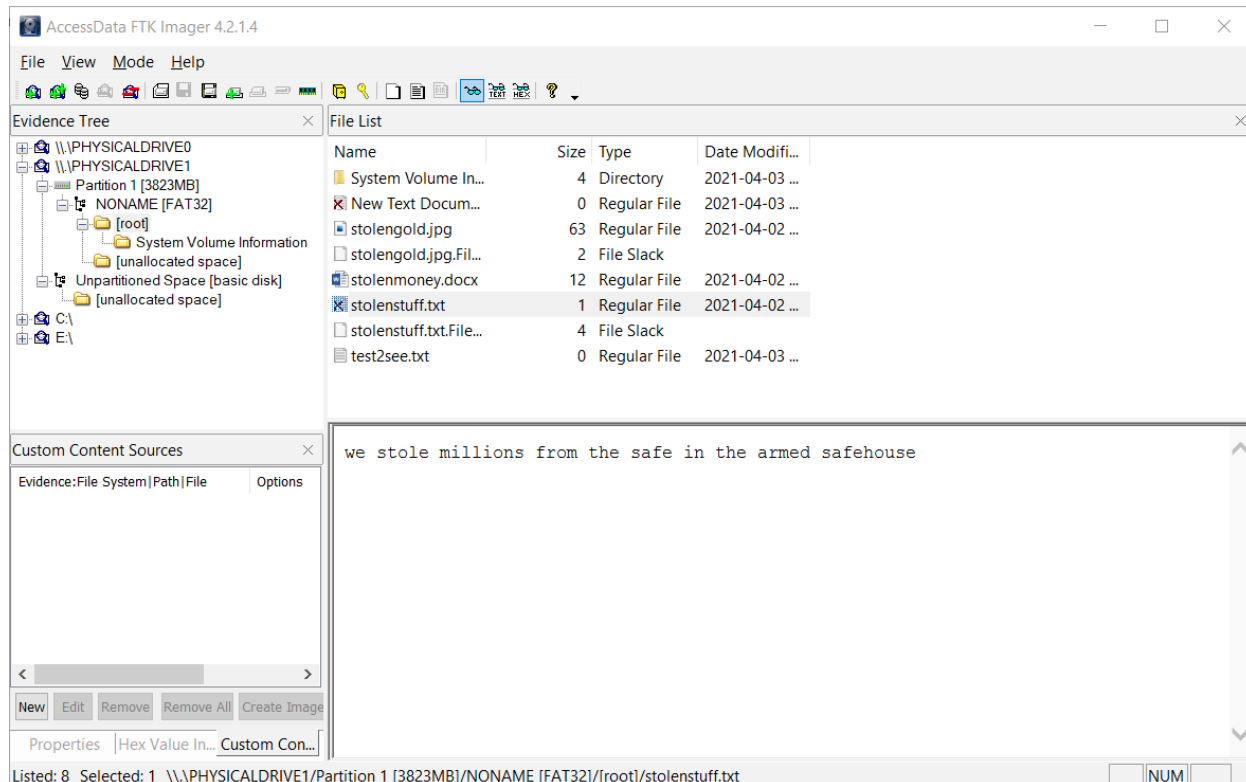 AccessData FTK Imager 4.2.1.4
File View Mode Help
TEXT HEX
Evidence Tree
\\.\PHYSICALDRIVE0
\\.\PHYSICALDRIVE1
Partition 1 [3823MB]
NONAME [FAT32]
[root]
System Volume Information
[unallocated space]
Unpartitioned Space [basic disk]
[unallocated space]
C:\
E:\
File List
Name Size Type Date Modifi...
System Volume In... 4 Directory 2021-04-03 ...
New Text Docum... 0 Regular File 2021-04-03 ...
stolengold.jpg 63 Regular File 2021-04-02 ...
stolengold.jpg.Fil... 2 File Slack
stolenmoney.docx 12 Regular File 2021-04-02 ...
stolenstuff.txt 1 Regular File 2021-04-02 ...
stolenstuff.txt.File... 4 File Slack
test2see.txt 0 Regular File 2021-04-03 ...
Custom Content Sources
Evidence:File System|Path|File Options
New Edit Remove Remove All Create Image
Properties Hex Value In... Custom Con...
we stole millions from the safe in the armed safehouse
Listed: 8 Selected: 1 \\.\PHYSICALDRIVE1/Partition 1 [3823MB]/NONAME [FAT32]/[root]/stolenstuff.txt NUM